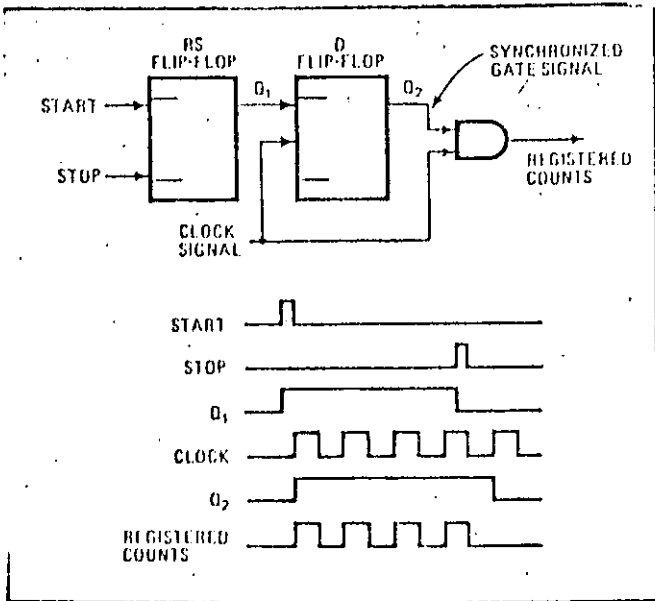 RS
FLIP-FLOP
D
FLIP-FLOP
SYNCHRONIZED
GATE SIGNAL
START
Q₁
Q₂
STOP
REGISTERED
COUNTS
CLOCK
SIGNAL
START
STOP
Q₁
CLOCK
Q₂
REGISTERED
COUNTS